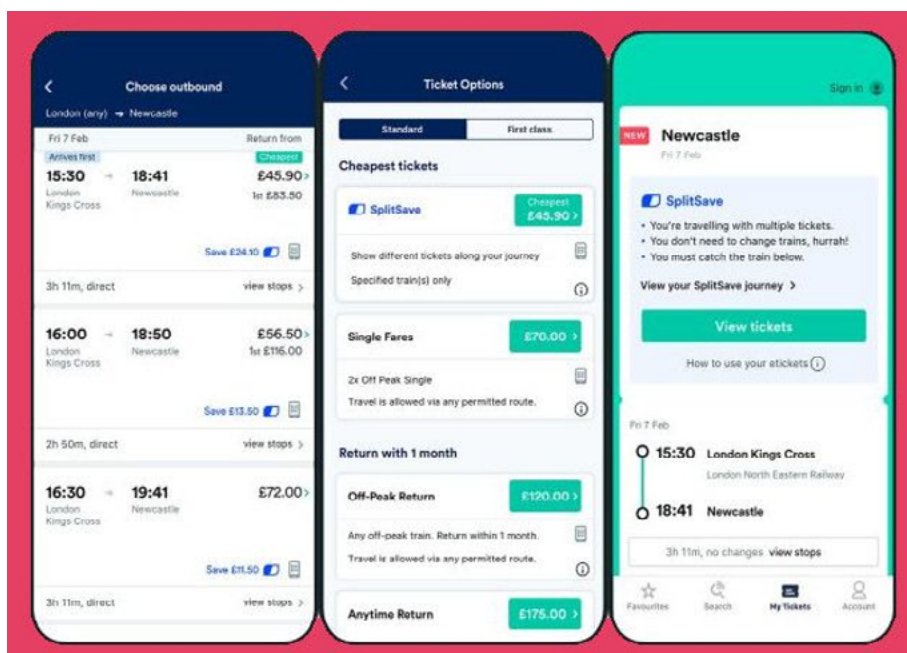 Choose outbound
London (any) → Newcastle
Fri 7 Feb Return from
Arrives first Cheapest
15:30 → 18:41 £45.90 >
London Kings Cross Newcastle 1st £83.50
Save £24.10
3h 11m, direct view stops >
16:00 → 18:50 £56.50 >
London Kings Cross Newcastle 1st £116.00
Save £13.50
2h 50m, direct view stops >
16:30 → 19:41 £72.00 >
London Kings Cross Newcastle
Save £11.50
3h 11m, direct view stops >
Ticket Options
Standard First class
Cheapest tickets
SplitSave Cheapest £45.90 >
Show different tickets along your journey
Specified train(s) only
Single Fares £70.00 >
2x Off Peak Single
Travel is allowed via any permitted route.
Return with 1 month
Off-Peak Return £120.00 >
Any off-peak train. Return within 1 month.
Travel is allowed via any permitted route.
Anytime Return £175.00 >
Sign in
NEW Newcastle
Fri 7 Feb
SplitSave
• You're travelling with multiple tickets.
• You don't need to change trains, hurrah!
• You must catch the train below.
View your SplitSave journey >
View tickets
How to use your etickets
Fri 7 Feb
15:30 London Kings Cross
London North Eastern Railway
18:41 Newcastle
3h 11m, no changes view stops
Favourites Search My Tickets Account